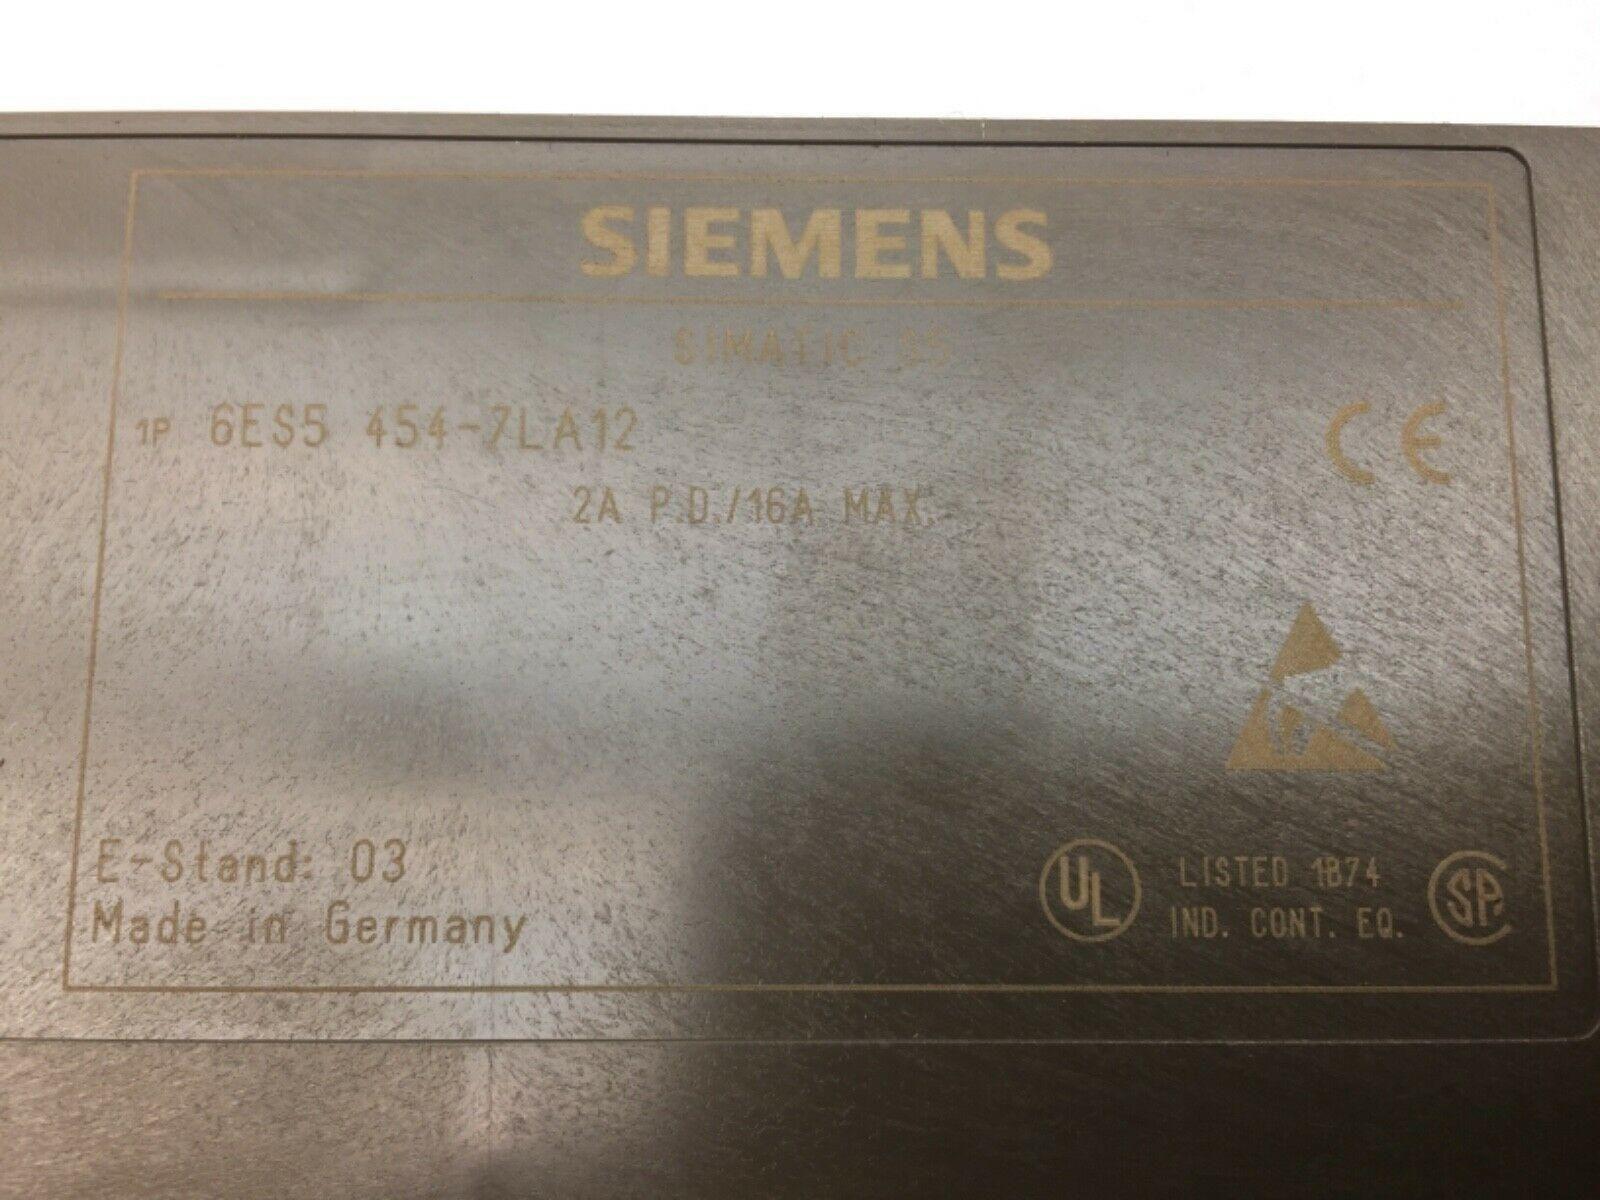 SIEMENS
SIMATIC S5
1P 6ES5 454-7LA12
CE
2A P.D./16A MAX.
E-Stand: 03
Made in Germany
UL LISTED 1B74 SP
IND. CONT. EQ.